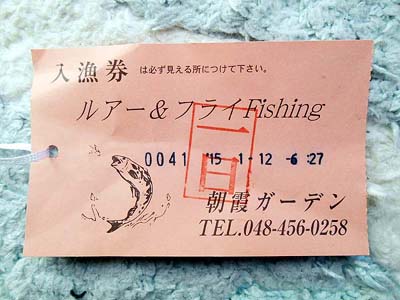 入漁券 は必ず見える所につけて下さい。
ルアー＆フライFishing
一日
0041 '15 1-12 -6:27
朝霞ガーデン
TEL.048-456-0258